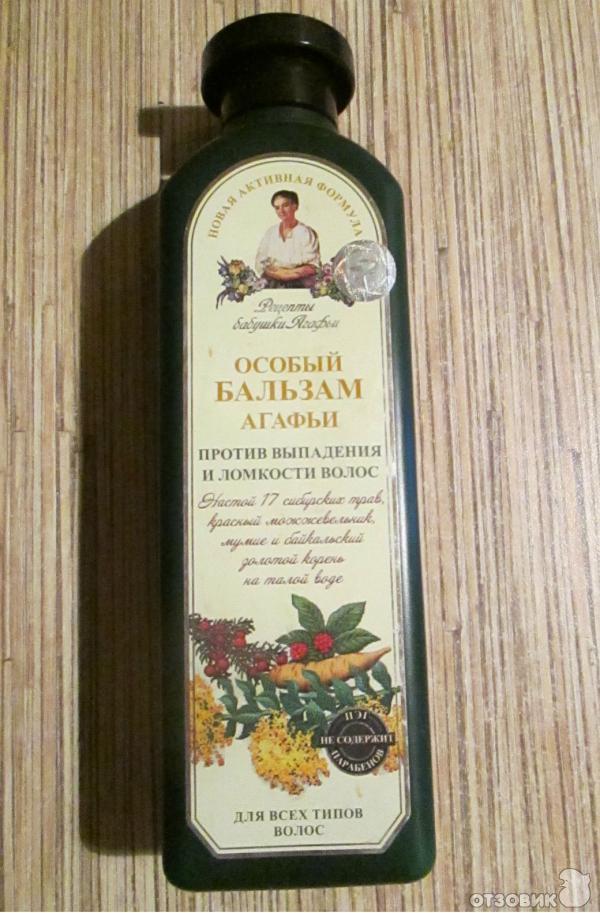 НОВАЯ АКТИВНАЯ ФОРМУЛА
Рецепты
бабушки Агафьи
ОСОБЫЙ
БАЛЬЗАМ
АГАФЬИ
ПРОТИВ ВЫПАДЕНИЯ
И ЛОМКОСТИ ВОЛОС
Настой 17 сибирских трав,
красный можжевельник,
мумие и байкальский
золотой корень
на талой воде
ПЭГ
НЕ СОДЕРЖИТ
ПАРАБЕНОВ
ДЛЯ ВСЕХ ТИПОВ
ВОЛОС
ОТЗОВИК